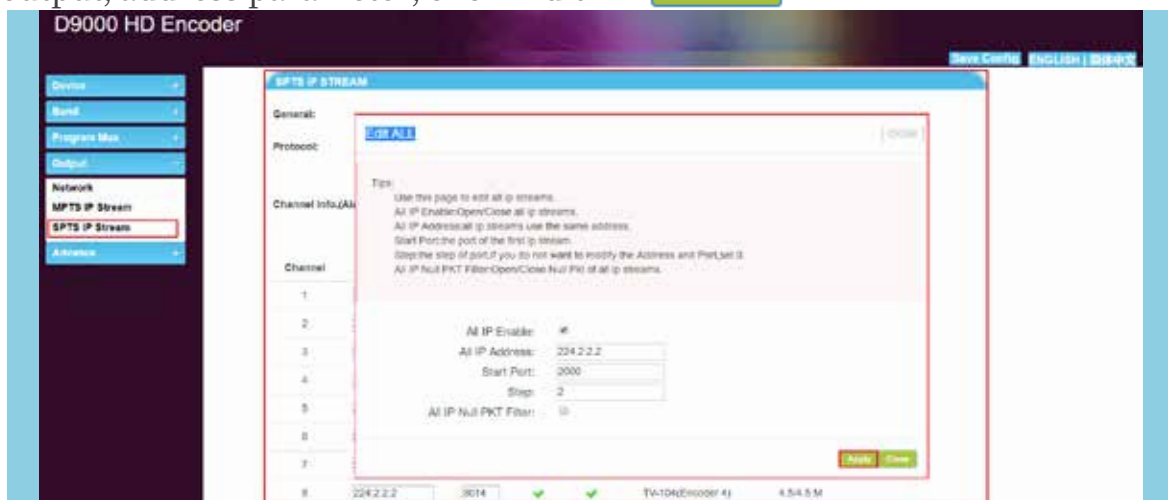 output, address parameter, click
D9000 HD Encoder
Save Config ENGLISH | 简体中文
Device +
Band +
Program Mux +
Output -
Network
MPTS IP Stream
SPTS IP Stream
Advance +
SPTS IP STREAM
General:
Protocol:
Channel Info.
Channel
1
2
3
4
5
6
7
8 224.2.2.2 3014 TV-104(Encoder 4) 4.5/4.5 M
Edit ALL
Tips:
Use this page to edit all ip streams.
All IP Enable:Open/Close all ip streams.
All IP Address:all ip streams use the same address.
Start Port:the port of the first ip stream.
Step:the step of port,if you do not want to modify the Address and Port,set 0.
All IP Null PKT Filter:Open/Close Null Pkt of all ip streams.
All IP Enable:
All IP Address: 224.2.2.2
Start Port: 2000
Step: 2
All IP Null PKT Filter:
Apply Close